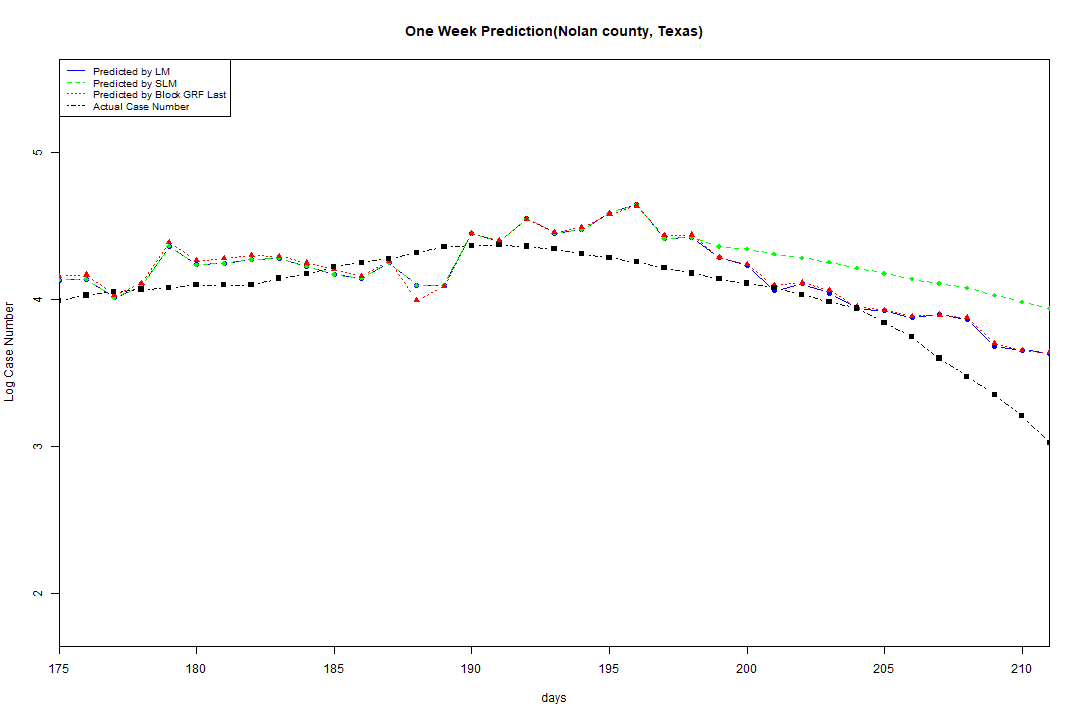 One Week Prediction(Nolan county, Texas)
Predicted by LM
Predicted by SLM
Predicted by Block GRF Last
Actual Case Number
5
4
3
2
Log Case Number
175 180 185 190 195 200 205 210
days